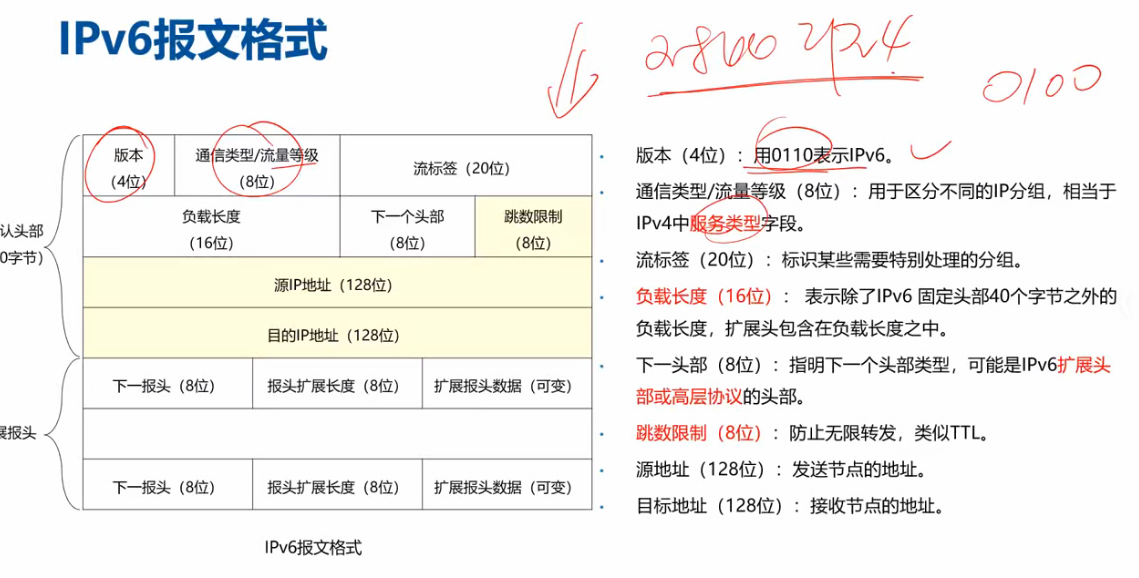 IPv6报文格式
0100
版本
(4位)
通信类型/流量等级
(8位)
流标签(20位)
负载长度
(16位)
下一个头部
(8位)
跳数限制
(8位)
源IP地址(128位)
目的IP地址(128位)
下一报头(8位)
报头扩展长度(8位)
扩展报头数据(可变)
下一报头(8位)
报头扩展长度(8位)
扩展报头数据(可变)
认头部
0字节)
展报头
IPv6报文格式
• 版本(4位):用0110表示IPv6。
• 通信类型/流量等级(8位):用于区分不同的IP分组,相当于
IPv4中服务类型字段。
• 流标签(20位):标识某些需要特别处理的分组。
• 负载长度(16位): 表示除了IPv6 固定头部40个字节之外的
负载长度,扩展头包含在负载长度之中。
• 下一头部(8位):指明下一个头部类型,可能是IPv6扩展头
部或高层协议的头部。
• 跳数限制(8位):防止无限转发,类似TTL。
• 源地址(128位):发送节点的地址。
• 目标地址(128位):接收节点的地址。